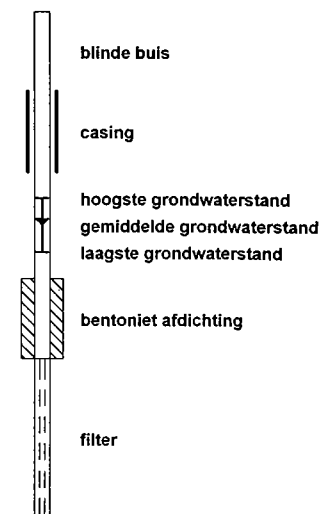 blinde buis
casing
hoogste grondwaterstand
gemiddelde grondwaterstand
laagste grondwaterstand
bentoniet afdichting
filter